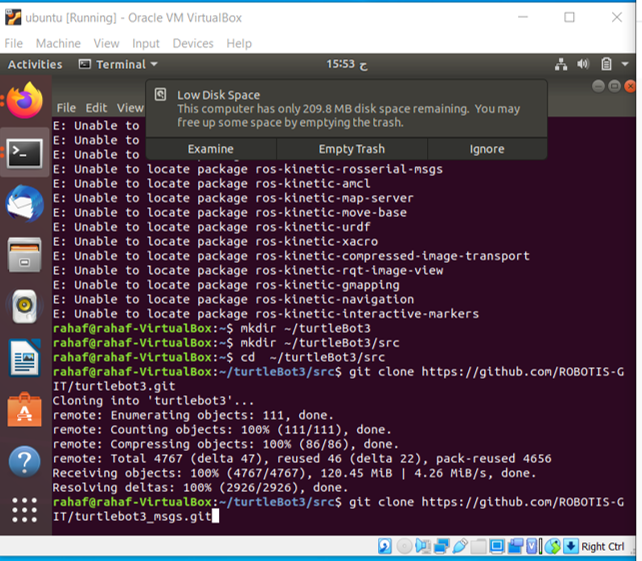 ubuntu [Running] - Oracle VM VirtualBox
File Machine View Input Devices Help
Activities Terminal 15:53 ح
Low Disk Space
This computer has only 209.8 MB disk space remaining. You may
free up some space by emptying the trash.
Examine Empty Trash Ignore
File Edit View
E: Unable to
E: Unable to
E: Unable to
E: Unable to locate package ros-kinetic-rosserial-msgs
E: Unable to locate package ros-kinetic-amcl
E: Unable to locate package ros-kinetic-map-server
E: Unable to locate package ros-kinetic-move-base
E: Unable to locate package ros-kinetic-urdf
E: Unable to locate package ros-kinetic-xacro
E: Unable to locate package ros-kinetic-compressed-image-transport
E: Unable to locate package ros-kinetic-rqt-image-view
E: Unable to locate package ros-kinetic-gmapping
E: Unable to locate package ros-kinetic-navigation
E: Unable to locate package ros-kinetic-interactive-markers
rahaf@rahaf-VirtualBox:~$ mkdir ~/turtleBot3
rahaf@rahaf-VirtualBox:~$ mkdir ~/turtleBot3/src
rahaf@rahaf-VirtualBox:~$ cd  ~/turtleBot3/src
rahaf@rahaf-VirtualBox:~/turtleBot3/src$ git clone https://github.com/ROBOTIS-G
IT/turtlebot3.git
Cloning into 'turtlebot3'...
remote: Enumerating objects: 111, done.
remote: Counting objects: 100% (111/111), done.
remote: Compressing objects: 100% (86/86), done.
remote: Total 4767 (delta 47), reused 46 (delta 22), pack-reused 4656
Receiving objects: 100% (4767/4767), 120.45 MiB | 4.26 MiB/s, done.
Resolving deltas: 100% (2926/2926), done.
rahaf@rahaf-VirtualBox:~/turtleBot3/src$ git clone https://github.com/ROBOTIS-G
IT/turtlebot3_msgs.git
Right Ctrl